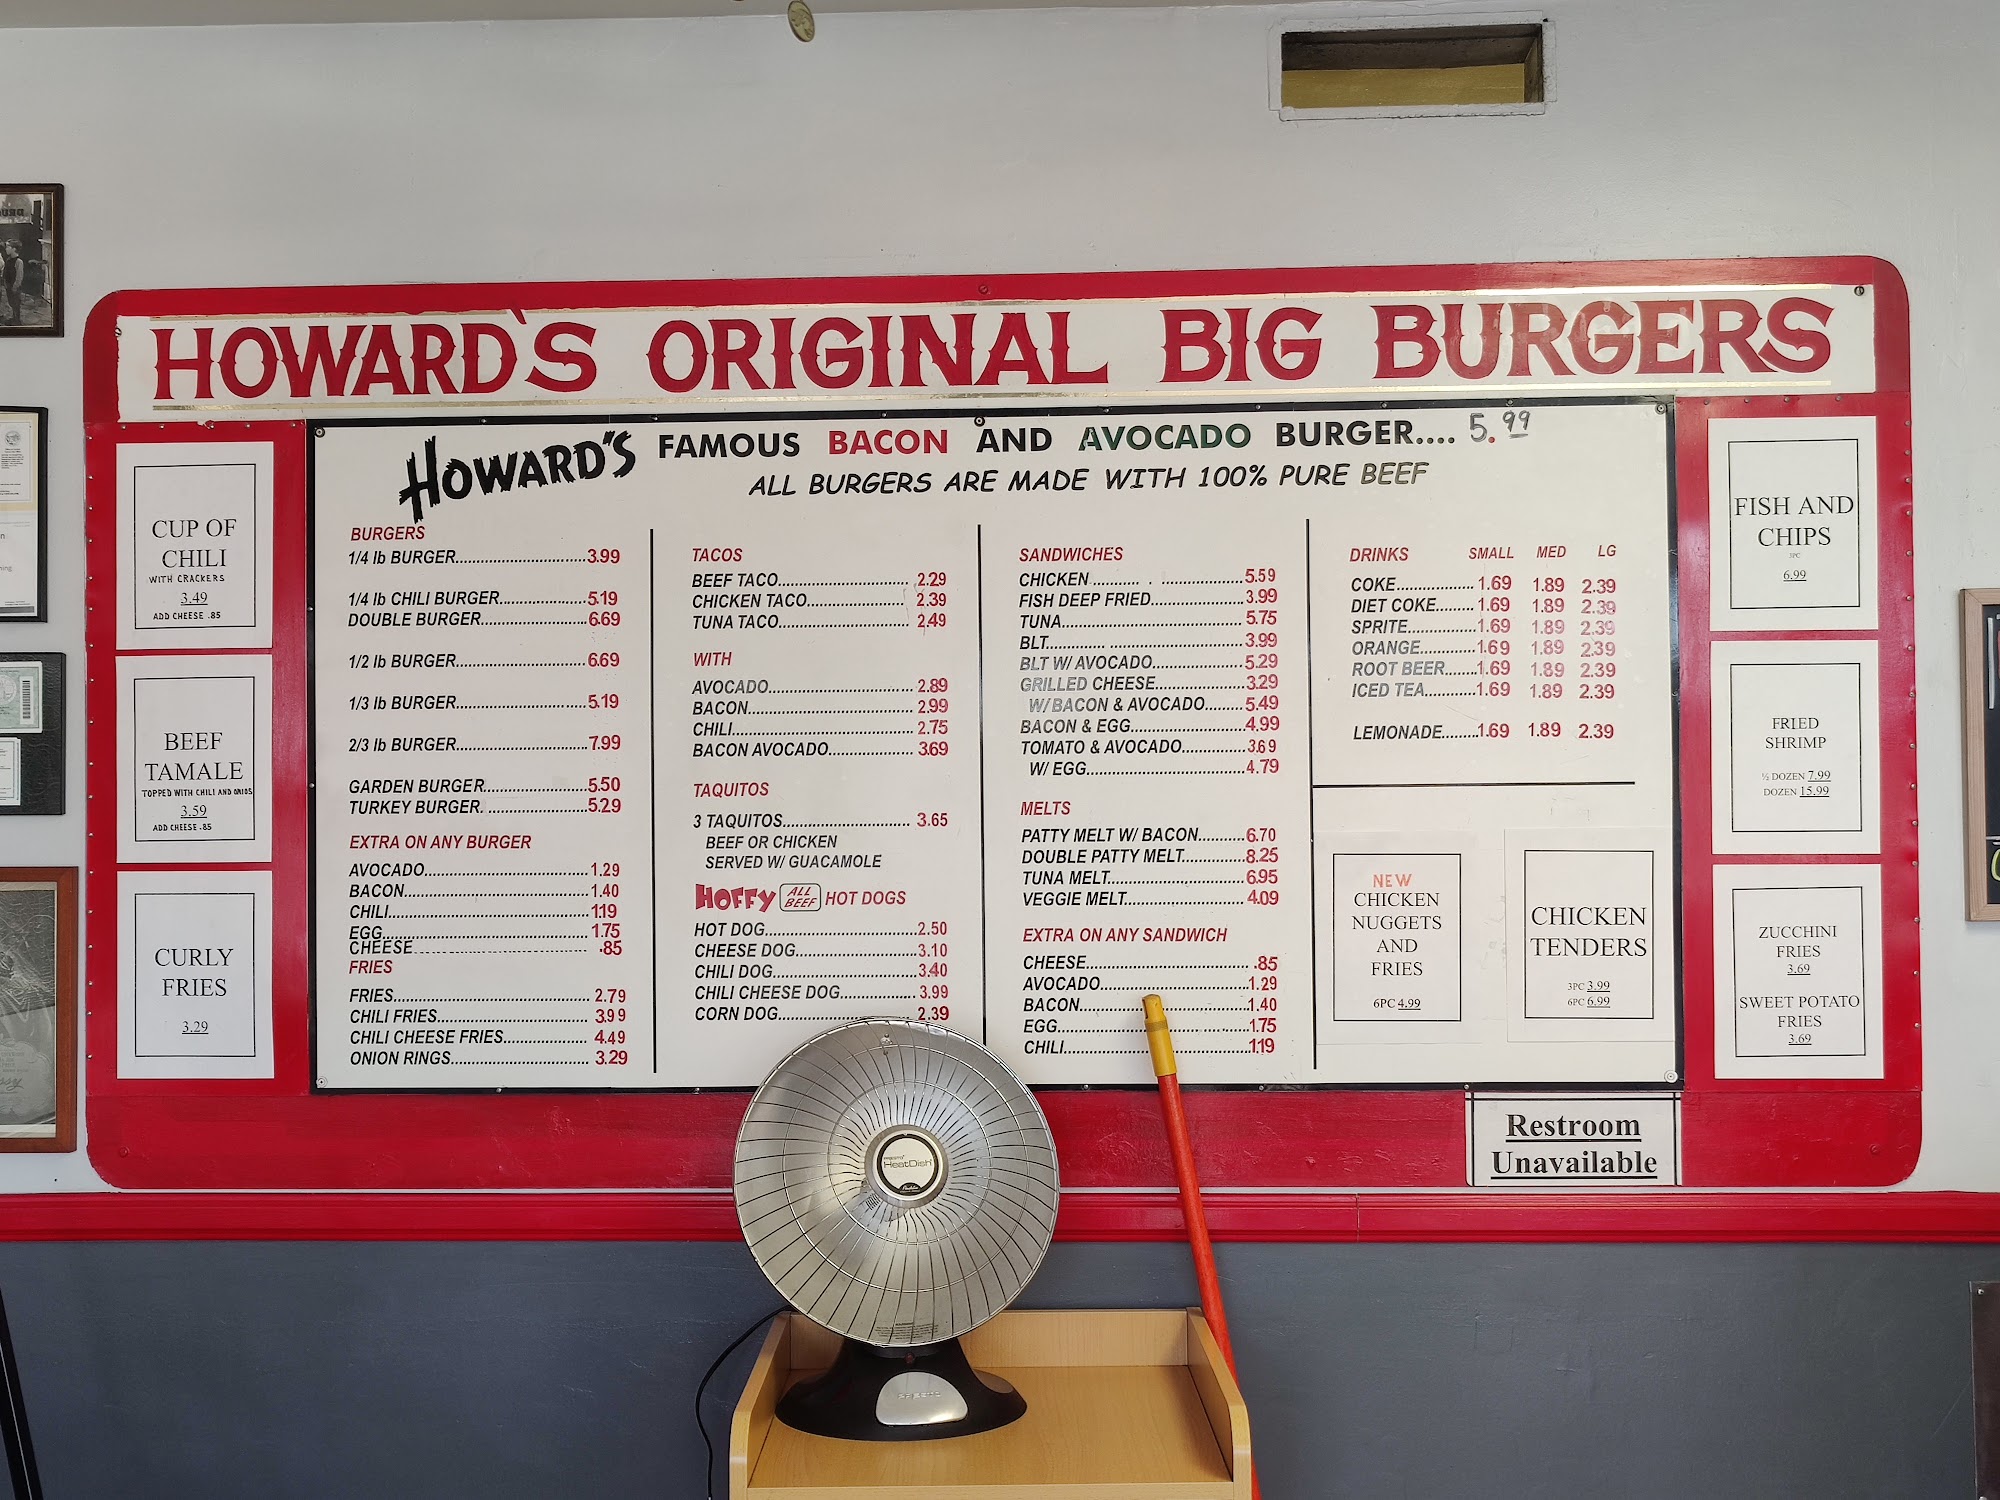 HOWARD'S ORIGINAL BIG BURGERS
HOWARD'S FAMOUS BACON AND AVOCADO BURGER.... 5.99
ALL BURGERS ARE MADE WITH 100% PURE BEEF
CUP OF
CHILI
WITH CRACKERS
3.49
ADD CHEESE .85
BEEF
TAMALE
TOPPED WITH CHILI AND ONIOS
3.59
ADD CHEESE .85
CURLY
FRIES
3.29
BURGERS
1/4 lb BURGER 3.99
1/4 lb CHILI BURGER 5.19
DOUBLE BURGER 6.69
1/2 lb BURGER 6.69
1/3 lb BURGER 5.19
2/3 lb BURGER 7.99
GARDEN BURGER 5.50
TURKEY BURGER 5.29
EXTRA ON ANY BURGER
AVOCADO 1.29
BACON 1.40
CHILI 1.19
EGG 1.75
CHEESE .85
FRIES
FRIES 2.79
CHILI FRIES 3.99
CHILI CHEESE FRIES 4.49
ONION RINGS 3.29
TACOS
BEEF TACO 2.29
CHICKEN TACO 2.39
TUNA TACO 2.49
WITH
AVOCADO 2.89
BACON 2.99
CHILI 2.75
BACON AVOCADO 3.69
TAQUITOS
3 TAQUITOS 3.65
BEEF OR CHICKEN
SERVED W/ GUACAMOLE
HOFFY ALL BEEF HOT DOGS
HOT DOG 2.50
CHEESE DOG 3.10
CHILI DOG 3.40
CHILI CHEESE DOG 3.99
CORN DOG 2.39
SANDWICHES
CHICKEN 5.59
FISH DEEP FRIED 3.99
TUNA 5.75
BLT 3.99
BLT W/ AVOCADO 5.29
GRILLED CHEESE 3.29
W/ BACON & AVOCADO 5.49
BACON & EGG 4.99
TOMATO & AVOCADO 3.69
W/ EGG 4.79
MELTS
PATTY MELT W/ BACON 6.70
DOUBLE PATTY MELT 8.25
TUNA MELT 6.95
VEGGIE MELT 4.09
EXTRA ON ANY SANDWICH
CHEESE .85
AVOCADO 1.29
BACON 1.40
EGG 1.75
CHILI 1.19
DRINKS SMALL MED LG
COKE 1.69 1.89 2.39
DIET COKE 1.69 1.89 2.39
SPRITE 1.69 1.89 2.39
ORANGE 1.69 1.89 2.39
ROOT BEER 1.69 1.89 2.39
ICED TEA 1.69 1.89 2.39
LEMONADE 1.69 1.89 2.39
NEW
CHICKEN
NUGGETS
AND
FRIES
6PC 4.99
CHICKEN
TENDERS
3PC 3.99
6PC 6.99
FISH AND
CHIPS
3PC
6.99
FRIED
SHRIMP
½ DOZEN 7.99
DOZEN 15.99
ZUCCHINI
FRIES
3.69
SWEET POTATO
FRIES
3.69
Restroom
Unavailable
HeatDish
PRESTO